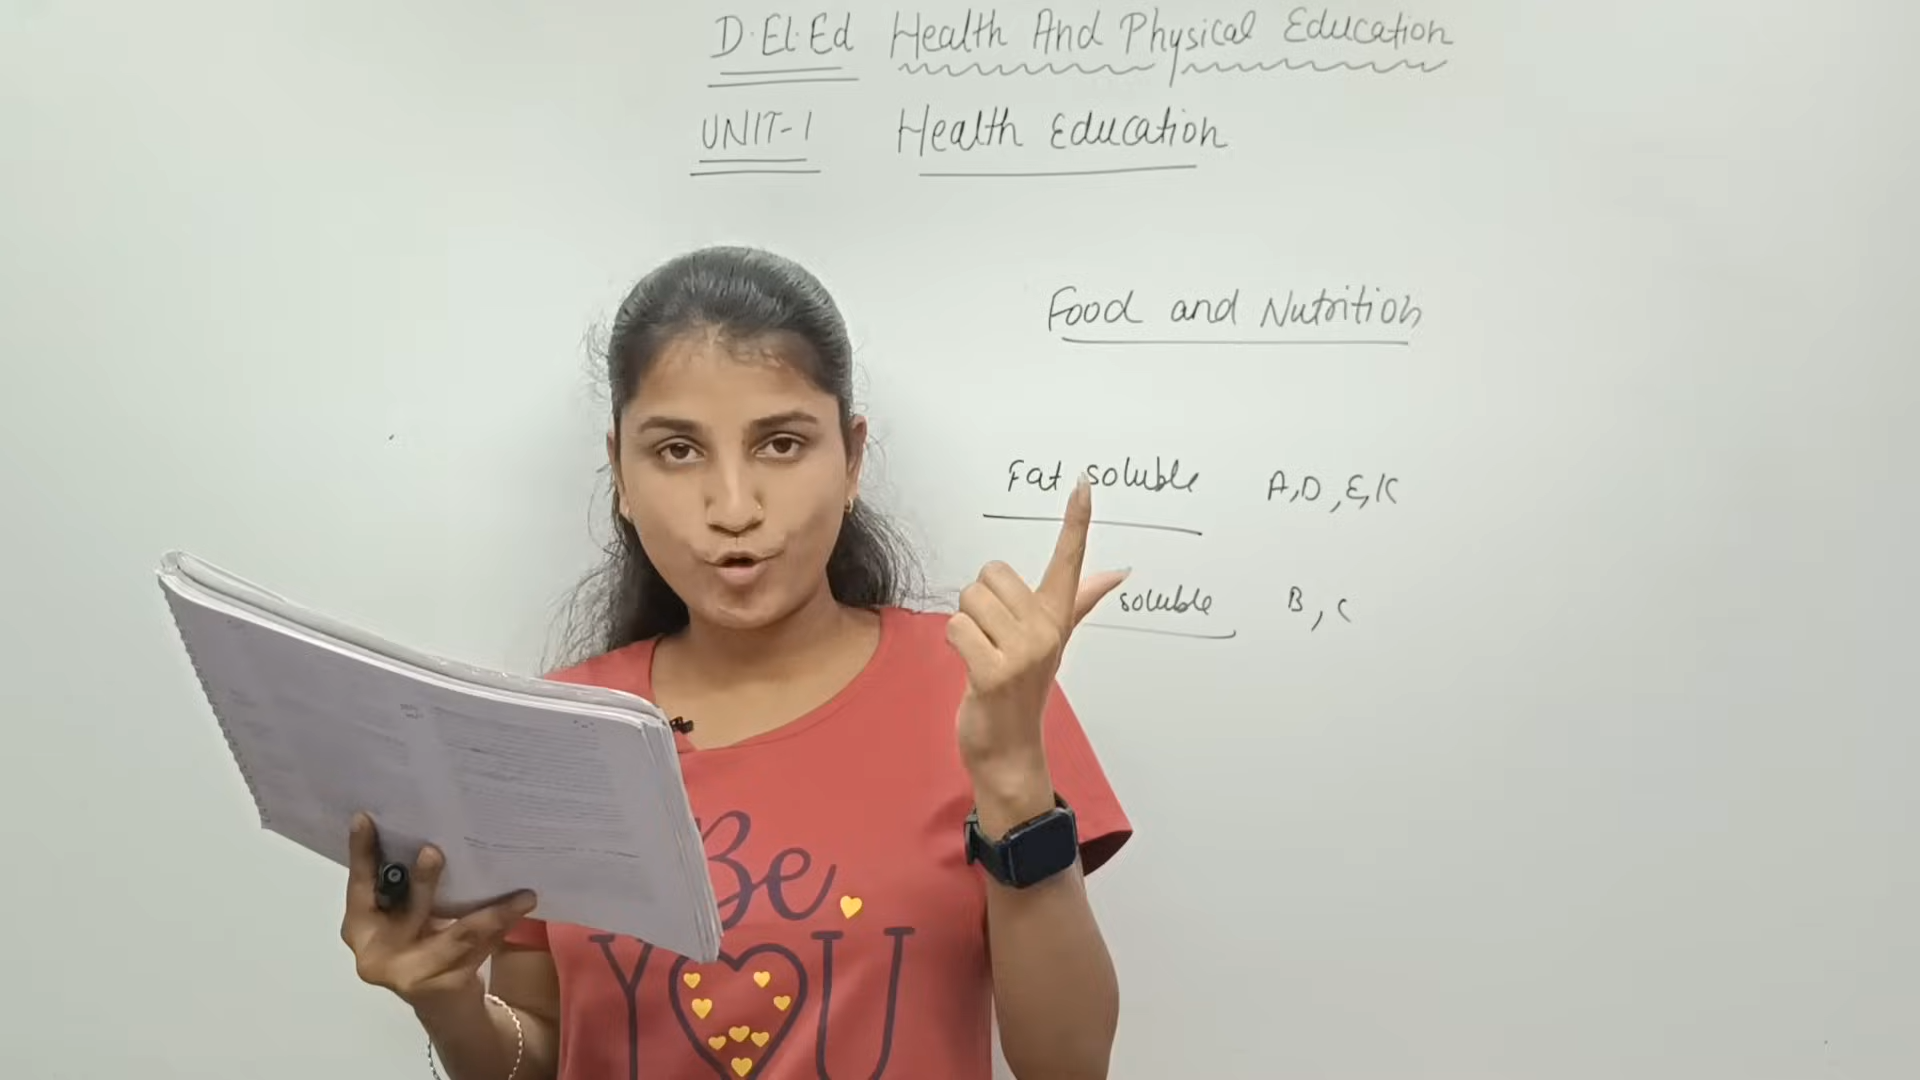 D.El.Ed Health And Physical Education
UNIT-1 Health Education
Food and Nutrition
Fat soluble A,D,E,K
soluble B,C
Be
YOU